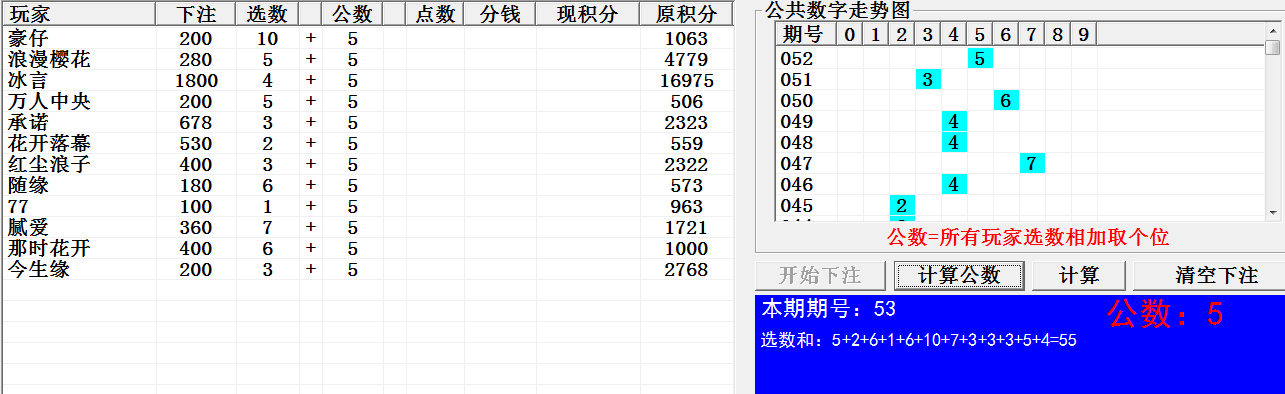 玩家 下注 选数 公数 点数 分钱 现积分 原积分
豪仔 200 10 + 5 1063
浪漫樱花 280 5 + 5 4779
冰言 1800 4 + 5 16975
万人中央 200 5 + 5 506
承诺 678 3 + 5 2323
花开落幕 530 2 + 5 559
红尘浪子 400 3 + 5 2322
随缘 180 6 + 5 573
77 100 1 + 5 963
腻爱 360 7 + 5 1721
那时花开 400 6 + 5 1000
今生缘 200 3 + 5 2768
公共数字走势图
期号 0 1 2 3 4 5 6 7 8 9
052 5
051 3
050 6
049 4
048 4
047 7
046 4
045 2
公数=所有玩家选数相加取个位
开始下注 计算公数 计算 清空下注
本期期号：53 公数：5
选数和：5+2+6+1+6+10+7+3+3+3+5+4=55